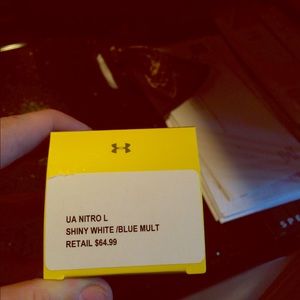 UA NITRO L
SHINY WHITE /BLUE MULT
RETAIL $64.99